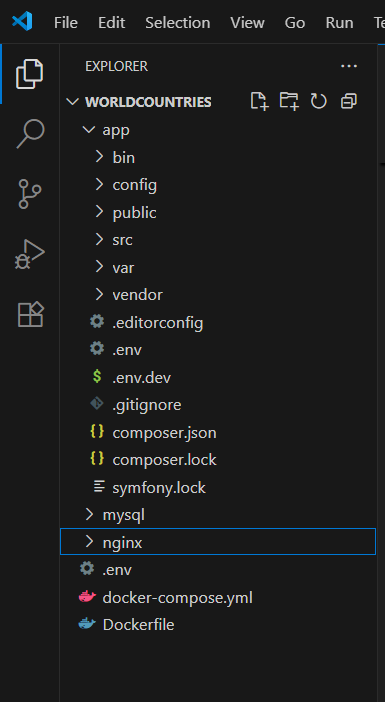 File Edit Selection View Go Run Te
EXPLORER
WORLDCOUNTRIES
app
bin
config
public
src
var
vendor
.editorconfig
.env
.env.dev
.gitignore
composer.json
composer.lock
symfony.lock
mysql
nginx
.env
docker-compose.yml
Dockerfile